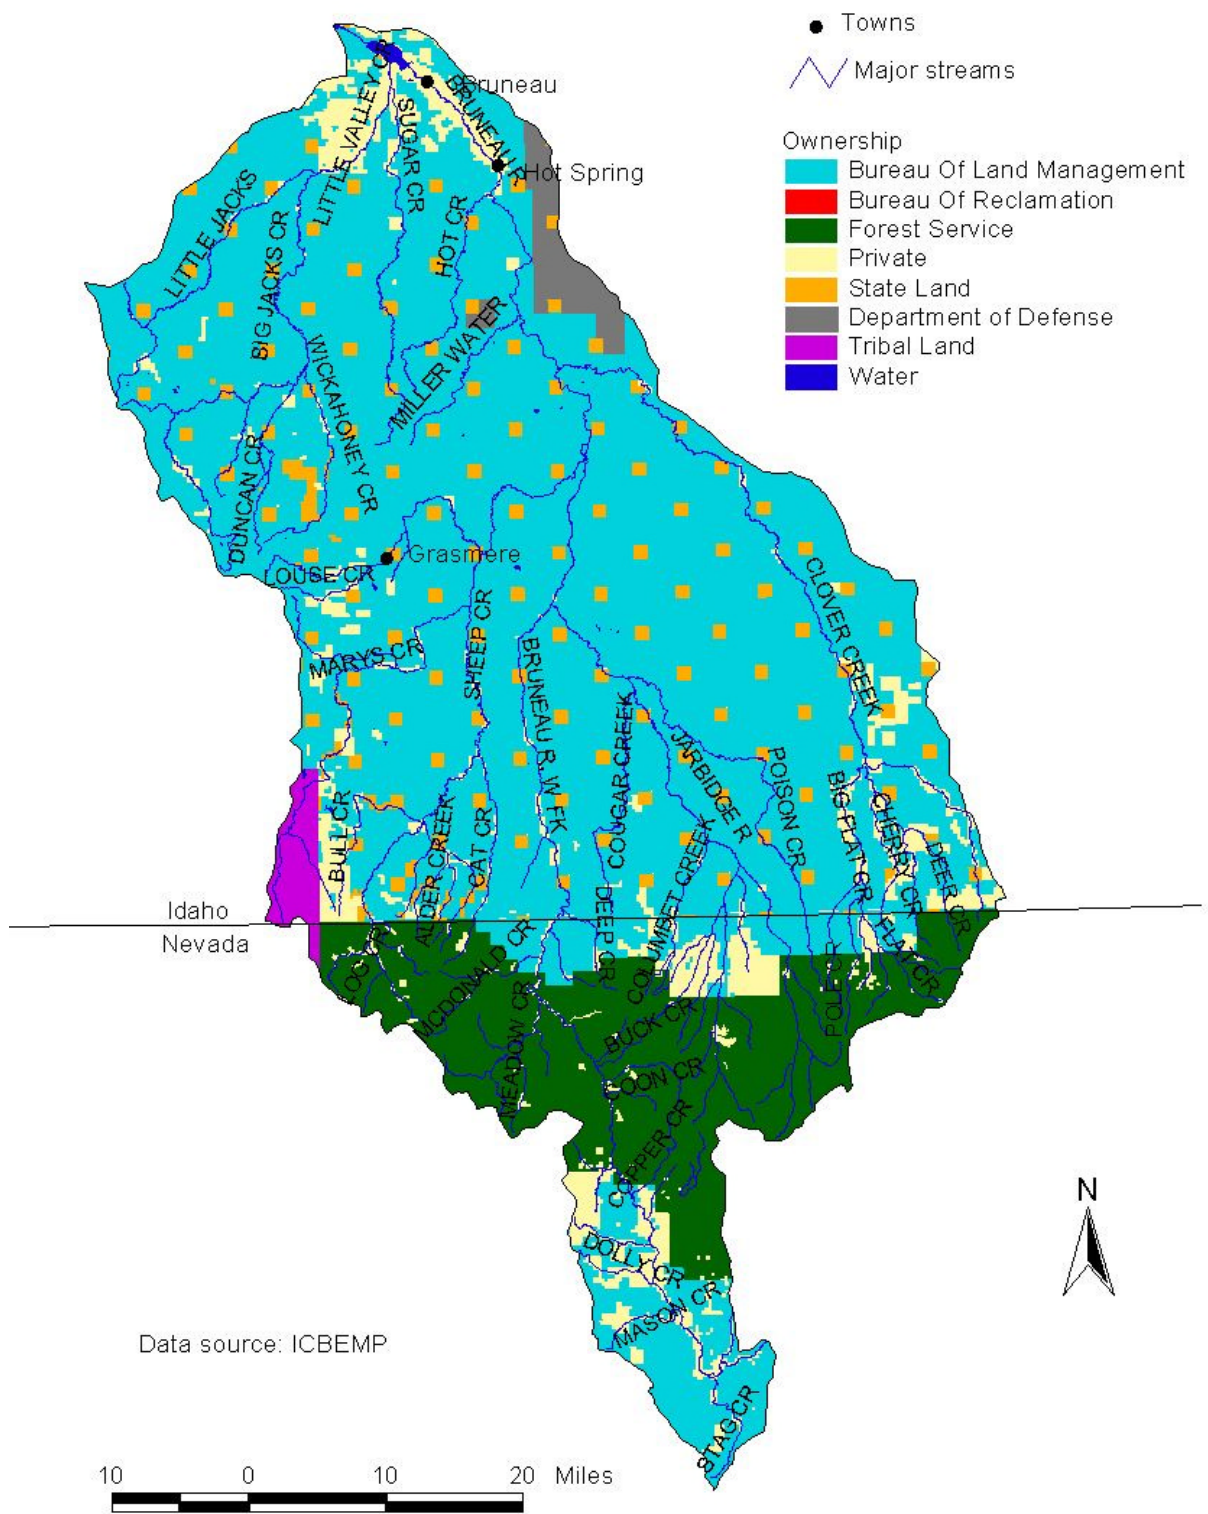 Towns
Major streams
Ownership
Bureau Of Land Management
Bureau Of Reclamation
Forest Service
Private
State Land
Department of Defense
Tribal Land
Water
Bruneau
Hot Spring
LITTLE VALLEY CR
SUGAR CR
BRUNEAU R
LITTLE JACKS
BIG JACKS CR
HOT CR
MILLER WATER
WICKAHONEY CR
DUNCAN CR
Grasmere
LOUSE CR
MARYS CR
SHEEP CR
BRUNEAU R, W FK
COUGAR CREEK
CLOVER CREEK
JARBIDGE R
POISON CR
BIG FLAT CR
CHERRY CR
DEER CR
BULL CR
ALDER CREEK
CAT CR
DEEP CR
COLUMBET CREEK
Idaho
Nevada
MCDONALD CR
MEADOW CR
BUCK CR
POLE CR
FLAT CR
COON CR
COPPER CR
DOLLY CR
MASON CR
STAG CR
N
Data source: ICBEMP
10 0 10 20 Miles